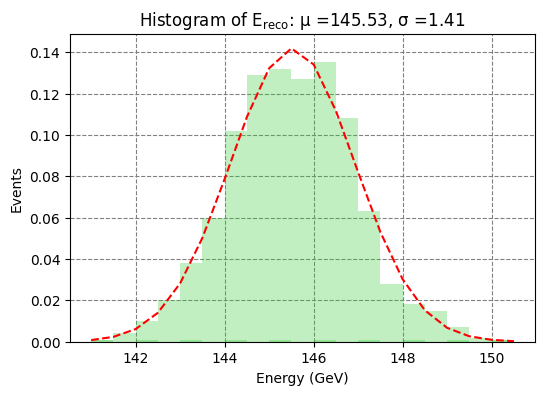 Histogram of E_reco: μ =145.53, σ =1.41
0.14
0.12
0.10
0.08
0.06
0.04
0.02
0.00
Events
142 144 146 148 150
Energy (GeV)